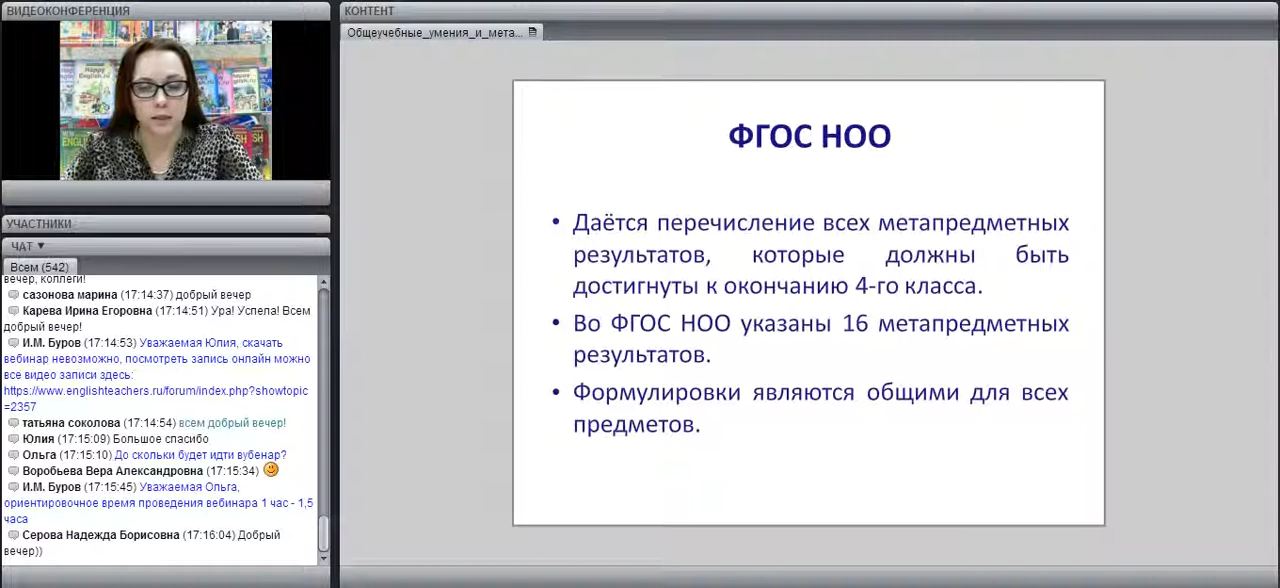 ВИДЕОКОНФЕРЕНЦИЯ
Happy
English.ru
Happy
English.ru
ENGLISH
УЧАСТНИКИ
ЧАТ ▼
Всем (542)
вечер, коллеги!
сазонова марина (17:14:37) добрый вечер
Карева Ирина Егоровна (17:14:51) Ура! Успела! Всем
добрый вечер!
И.М. Буров (17:14:53) Уважаемая Юлия, скачать
вебинар невозможно, посмотреть запись онлайн можно
все видео записи здесь:
https://www.englishteachers.ru/forum/index.php?showtopic
=2357
татьяна соколова (17:14:54) всем добрый вечер!
Юлия (17:15:09) Большое спасибо
Ольга (17:15:10) До скольки будет идти вубенар?
Воробьева Вера Александровна (17:15:34)
И.М. Буров (17:15:45) Уважаемая Ольга,
ориентировочное время проведения вебинара 1 час - 1,5
часа
Серова Надежда Борисовна (17:16:04) Добрый
вечер))
КОНТЕНТ
Общеучебные_умения_и_мета...
ФГОС НОО
• Даётся перечисление всех метапредметных
результатов, которые должны быть
достигнуты к окончанию 4-го класса.
• Во ФГОС НОО указаны 16 метапредметных
результатов.
• Формулировки являются общими для всех
предметов.